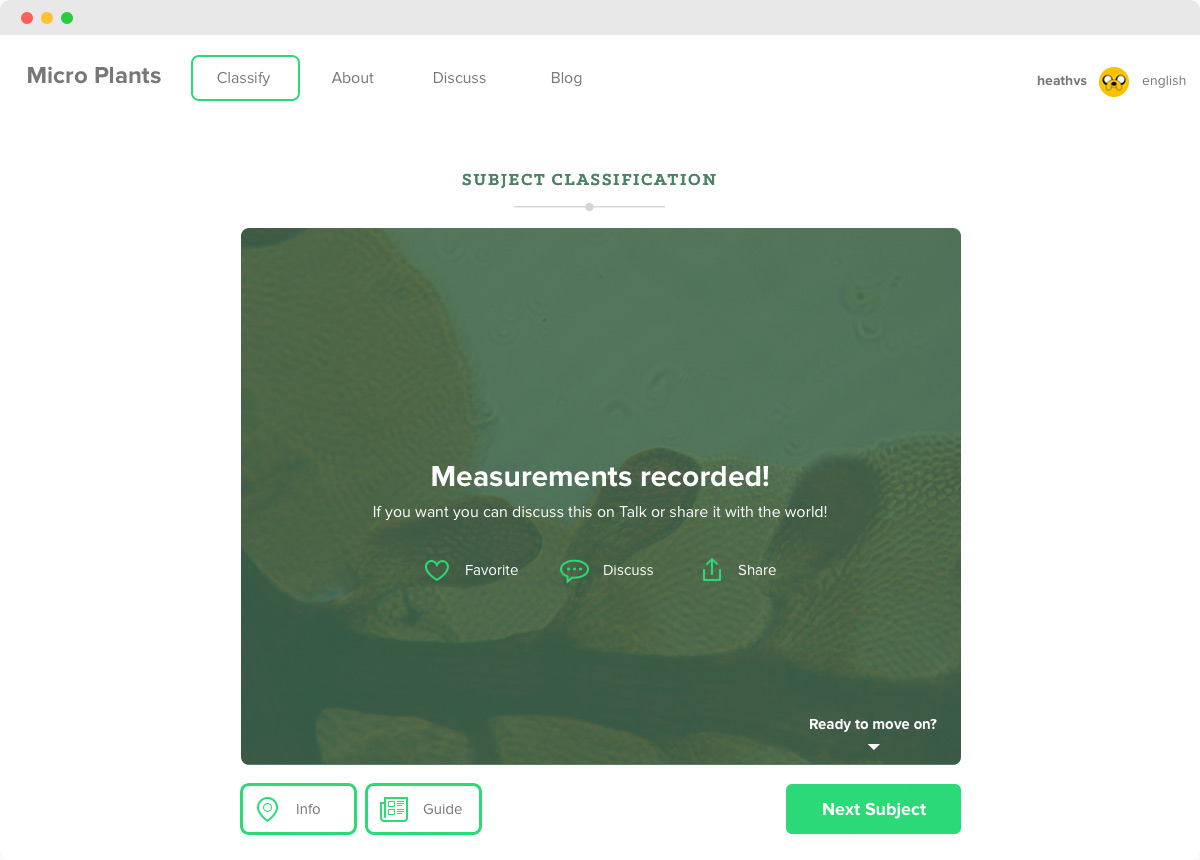 Micro Plants
Classify
About
Discuss
Blog
heathvs
english
SUBJECT CLASSIFICATION
Measurements recorded!
If you want you can discuss this on Talk or share it with the world!
Favorite
Discuss
Share
Ready to move on?
Info
Guide
Next Subject